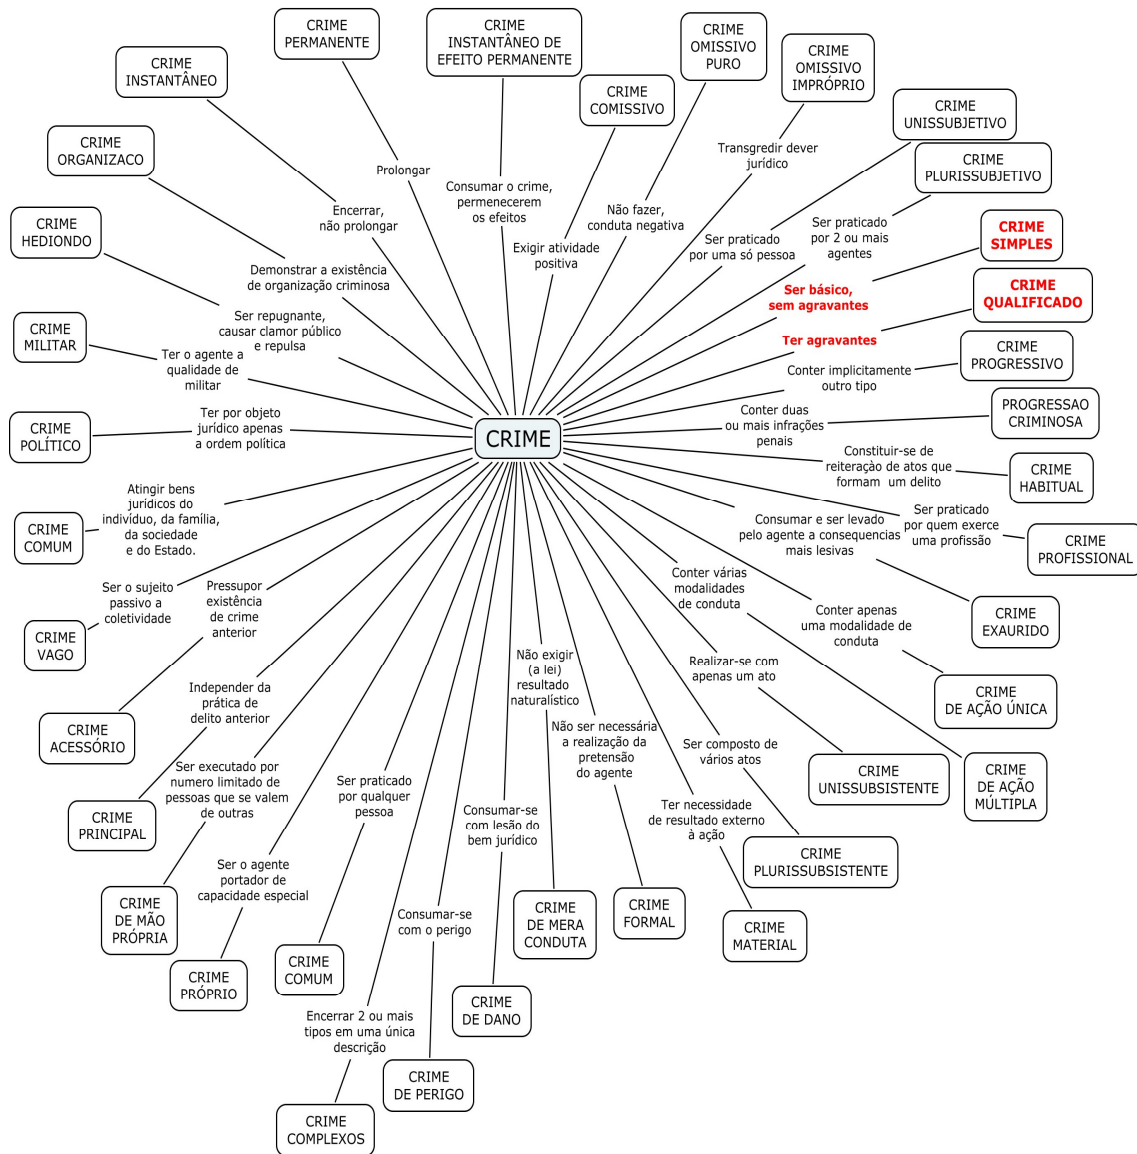 CRIME
PERMANENTE
CRIME
INSTANTÂNEO DE
EFEITO PERMANENTE
CRIME
OMISSIVO
PURO
CRIME
OMISSIVO
IMPRÓPRIO
CRIME
INSTANTÂNEO
CRIME
COMISSIVO
CRIME
UNISSUBJETIVO
CRIME
ORGANIZACO
CRIME
PLURISSUBJETIVO
Transgredir dever
jurídico
Prolongar
Consumar o crime,
permenecerem
os efeitos
Não fazer,
conduta negativa
Encerrar,
não prolongar
Ser praticado
por 2 ou mais
agentes
CRIME
SIMPLES
CRIME
HEDIONDO
Exigir atividade
positiva
Ser praticado
por uma só pessoa
Demonstrar a existência
de organização criminosa
Ser básico,
sem agravantes
CRIME
QUALIFICADO
Ser repugnante,
causar clamor público
e repulsa
CRIME
MILITAR
Ter agravantes
CRIME
PROGRESSIVO
Ter o agente a
qualidade de
militar
Conter implicitamente
outro tipo
PROGRESSAO
CRIMINOSA
Ter por objeto
jurídico apenas
a ordem política
CRIME
POLÍTICO
Conter duas
ou mais infrações
penais
CRIME
Constituir-se de
reiteraçào de atos que
formam um delito
CRIME
HABITUAL
Atingir bens
juridicos do
indivíduo, da família,
da sociedade
e do Estado.
CRIME
COMUM
Consumar e ser levado
pelo agente a consequencias
mais lesivas
Ser praticado
por quem exerce
uma profissão
CRIME
PROFISSIONAL
Ser o sujeito
passivo a
coletividade
Pressupor
existência
de crime
anterior
Conter várias
modalidades
de conduta
Conter apenas
uma modalidade de
conduta
CRIME
EXAURIDO
CRIME
VAGO
Não exigir
(a lei)
resultado
naturalístico
Realizar-se com
apenas um ato
Independer da
prática de
delito anterior
CRIME
DE AÇÃO ÚNICA
CRIME
ACESSÓRIO
Não ser necessária
a realização da
pretensão
do agente
Ser composto de
vários atos
Ser executado por
numero limitado de
pessoas que se valem
de outras
Ser praticado
por qualquer
pessoa
CRIME
UNISSUBSISTENTE
CRIME
DE AÇÃO
MÚLTIPLA
CRIME
PRINCIPAL
Consumar-se
com lesão do
bem jurídico
Ter necessidade
de resultado externo
à ação
CRIME
PLURISSUBSISTENTE
Ser o agente
portador de
capacidade especial
CRIME
DE MÃO
PRÓPRIA
Consumar-se
com o perigo
CRIME
DE MERA
CONDUTA
CRIME
FORMAL
CRIME
MATERIAL
CRIME
PRÓPRIO
CRIME
COMUM
CRIME
DE DANO
Encerrar 2 ou mais
tipos em uma única
descrição
CRIME
DE PERIGO
CRIME
COMPLEXOS